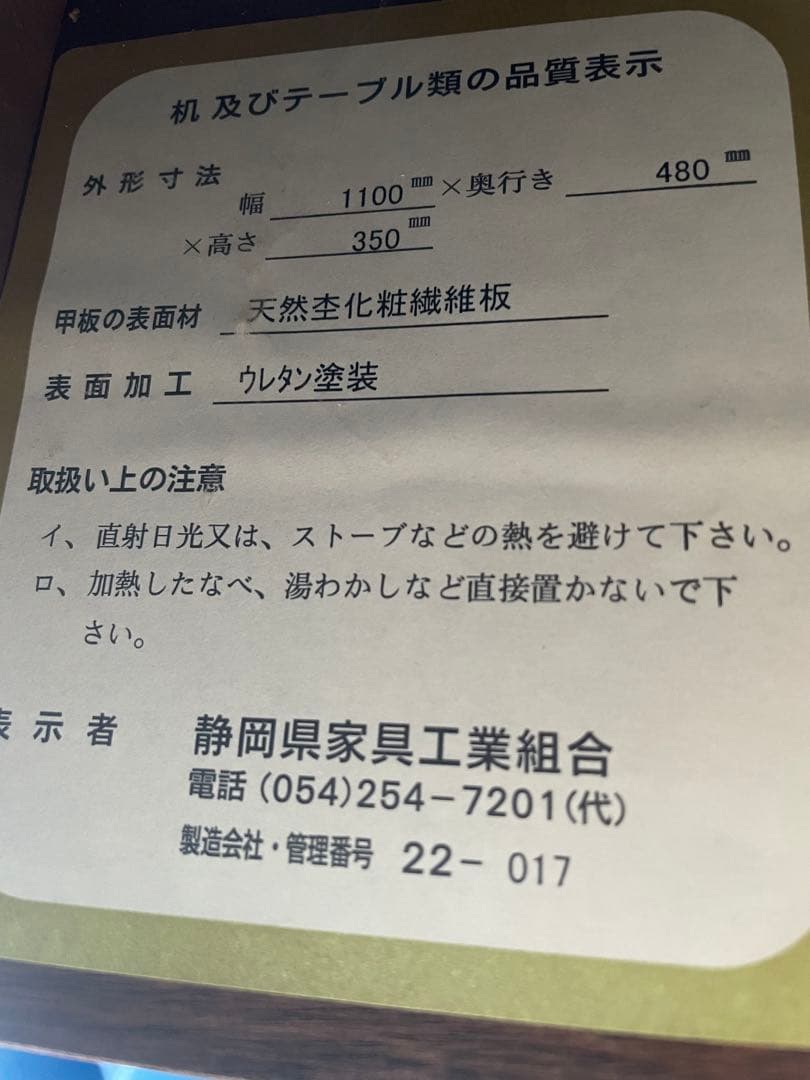 机及びテーブル類の品質表示
外形寸法
幅 1100㎜×奥行き 480㎜
×高さ 350㎜
甲板の表面材 天然杢化粧繊維板
表面加工 ウレタン塗装
取扱い上の注意
イ、直射日光又は、ストーブなどの熱を避けて下さい。
ロ、加熱したなべ、湯わかしなど直接置かないで下
さい。
表示者 静岡県家具工業組合
電話(054)254-7201(代)
製造会社・管理番号 22- 017